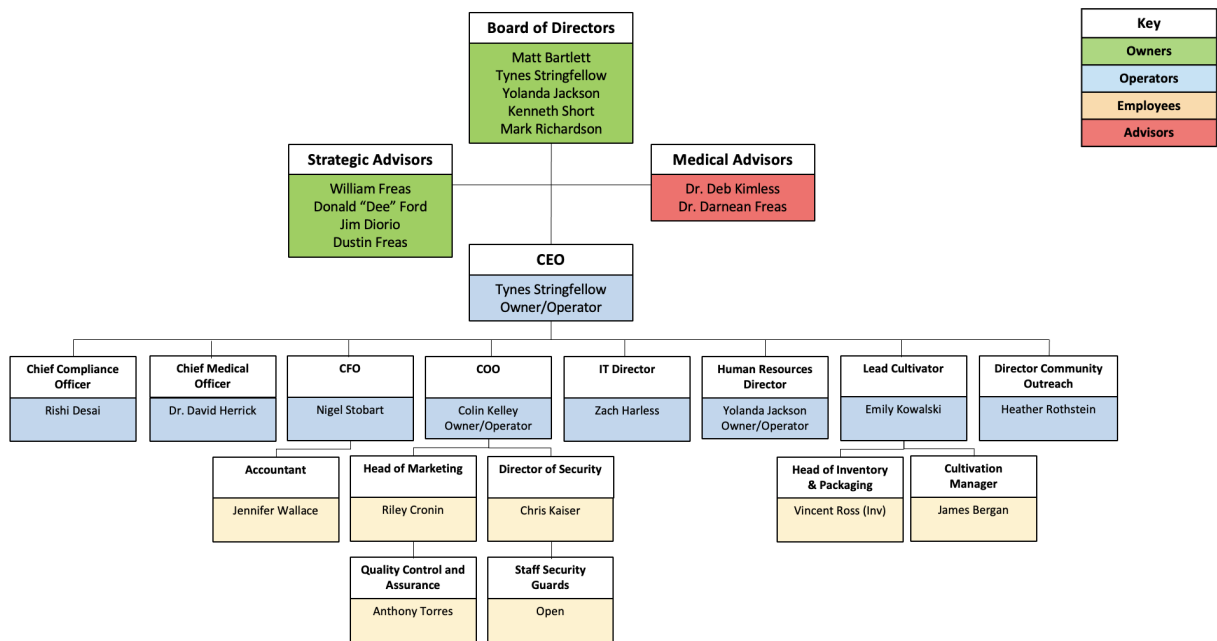 Board of Directors
Matt Bartlett
Tynes Stringfellow
Yolanda Jackson
Kenneth Short
Mark Richardson
Key
Owners
Operators
Employees
Advisors
Strategic Advisors
William Freas
Donald “Dee” Ford
Jim Diorio
Dustin Freas
Medical Advisors
Dr. Deb Kimless
Dr. Darnean Freas
CEO
Tynes Stringfellow
Owner/Operator
Chief Compliance
Officer
Rishi Desai
Chief Medical
Officer
Dr. David Herrick
CFO
Nigel Stobart
COO
Colin Kelley
Owner/Operator
IT Director
Zach Harless
Human Resources
Director
Yolanda Jackson
Owner/Operator
Lead Cultivator
Emily Kowalski
Director Community
Outreach
Heather Rothstein
Accountant
Jennifer Wallace
Head of Marketing
Riley Cronin
Director of Security
Chris Kaiser
Head of Inventory
& Packaging
Vincent Ross (Inv)
Cultivation
Manager
James Bergan
Quality Control and
Assurance
Anthony Torres
Staff Security
Guards
Open